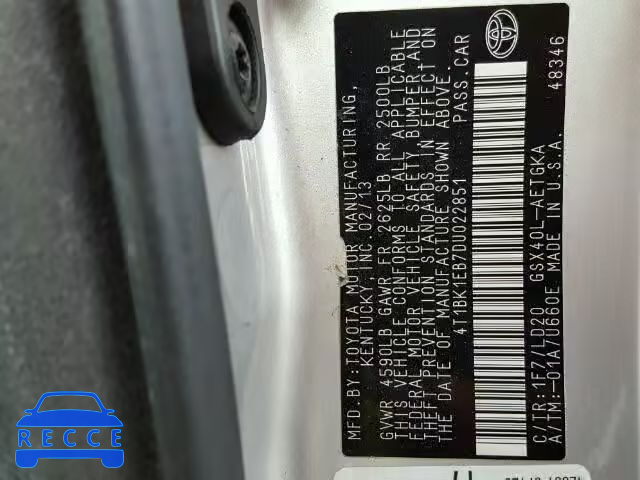 MFD.BY:TOYOTA MOTOR MANUFACTURING,
KENTUCKY, INC. 02/13
GVWR 4590LB GAWR FR 2625LB RR 2500LB
THIS VEHICLE CONFORMS TO ALL APPLICABLE
FEDERAL MOTOR VEHICLE SAFETY, BUMPER, AND
THEFT PREVENTION STANDARDS IN EFFECT ON
THE DATE OF MANUFACTURE SHOWN ABOVE.
4T1BK1EB7DU022851 PASS.CAR
C/TR:1F7/LD20 GSX40L-AETGKA
A/TM:-01A/U660E MADE IN U.S.A. 48346
RECCE